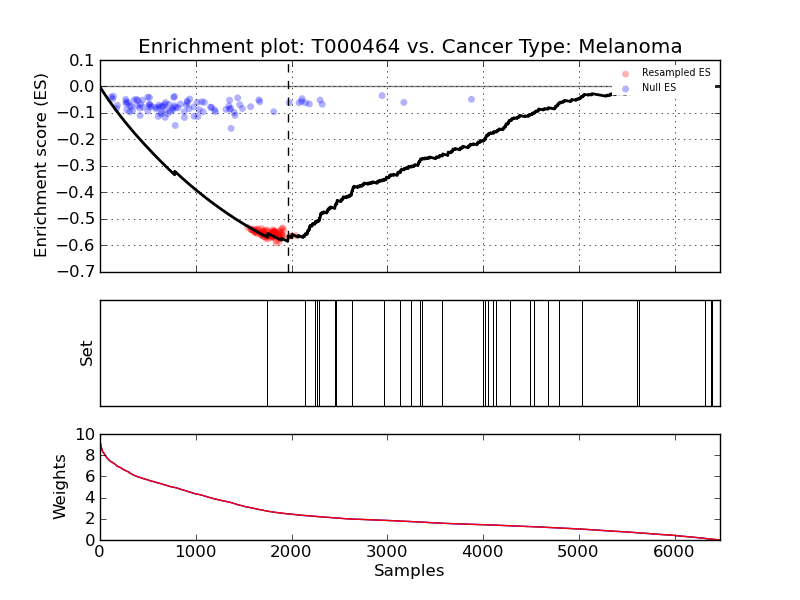 Enrichment plot: T000464 vs. Cancer Type: Melanoma
Enrichment score (ES)
0.1
0.0
−0.1
−0.2
−0.3
−0.4
−0.5
−0.6
−0.7
Resampled ES
Null ES
Set
Weights
10
8
6
4
2
0
0 1000 2000 3000 4000 5000 6000
Samples